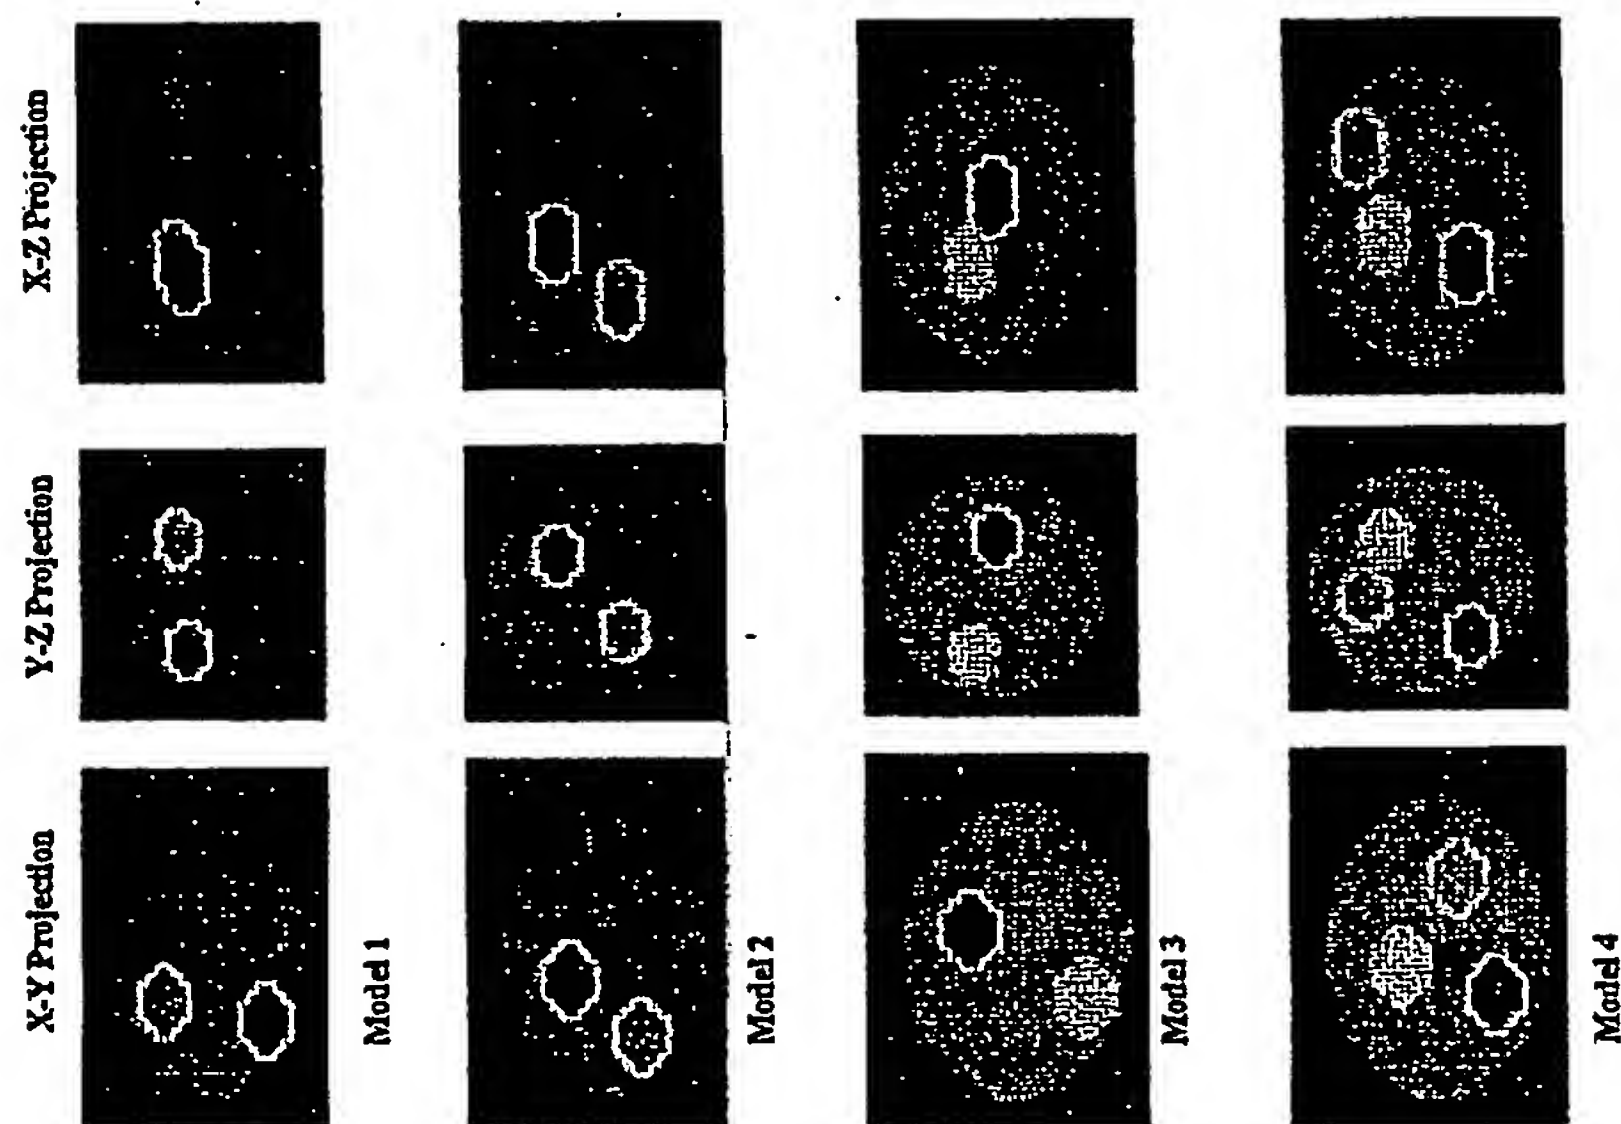 X-Y Projection
Y-Z Projection
X-Z Projection
Model 1
Model 2
Model 3
Model 4